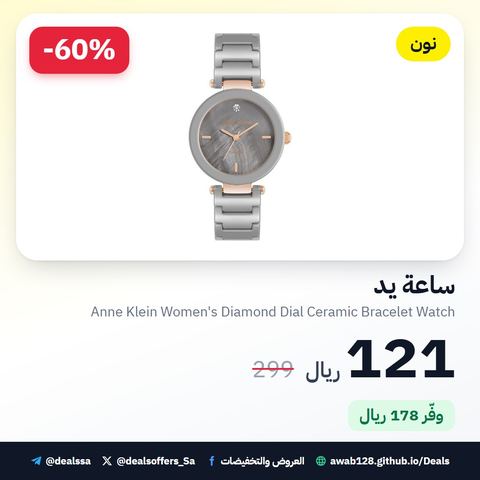 -60%
نون
ساعة يد
Anne Klein Women's Diamond Dial Ceramic Bracelet Watch
121 ريال 299
وفّر 178 ريال
@dealssa @dealsoffers_Sa العروض والتخفيضات awab128.github.io/Deals